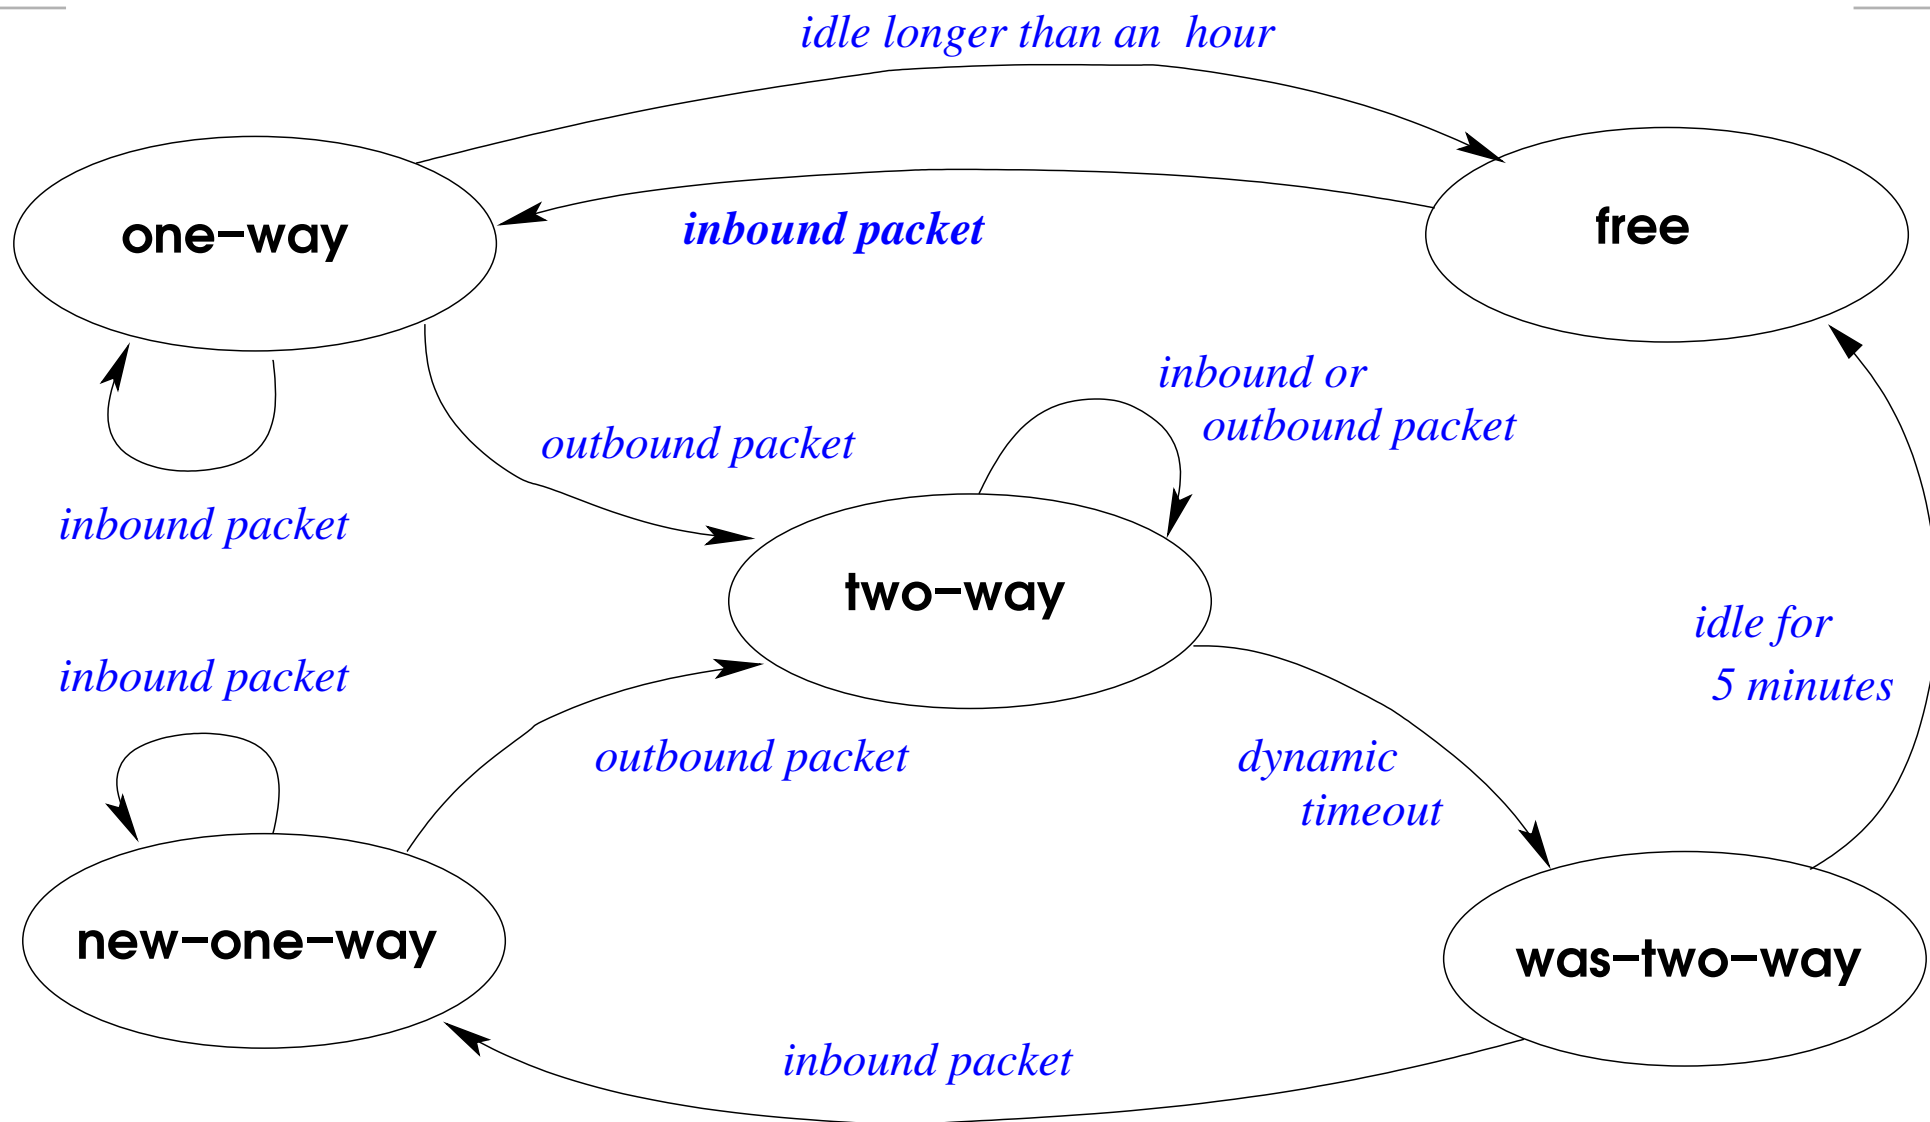 idle longer than an hour
one-way
inbound packet
free
inbound or
outbound packet
outbound packet
inbound packet
two-way
idle for
5 minutes
inbound packet
outbound packet
dynamic
timeout
new-one-way
was-two-way
inbound packet